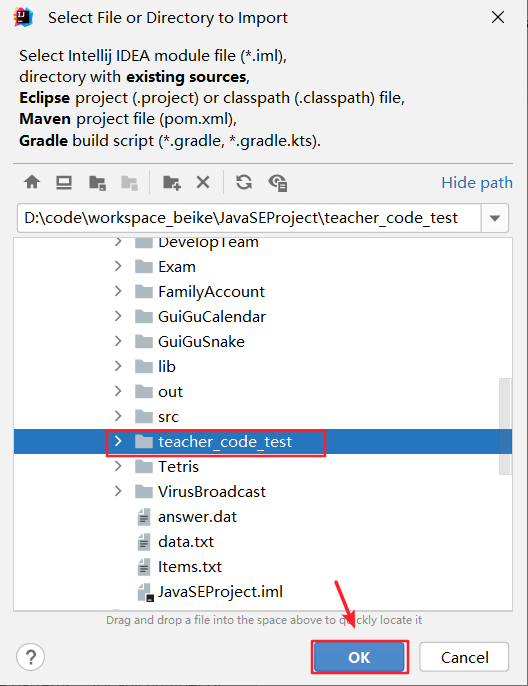 Select File or Directory to Import
Select Intellij IDEA module file (*.iml),
directory with existing sources,
Eclipse project (.project) or classpath (.classpath) file,
Maven project file (pom.xml),
Gradle build script (*.gradle, *.gradle.kts).
Hide path
D:\code\workspace_beike\JavaSEProject\teacher_code_test
DevelopTeam
Exam
FamilyAccount
GuiGuCalendar
GuiGuSnake
lib
out
src
teacher_code_test
Tetris
VirusBroadcast
answer.dat
data.txt
Items.txt
JavaSEProject.iml
Drag and drop a file into the space above to quickly locate it
?
OK
Cancel